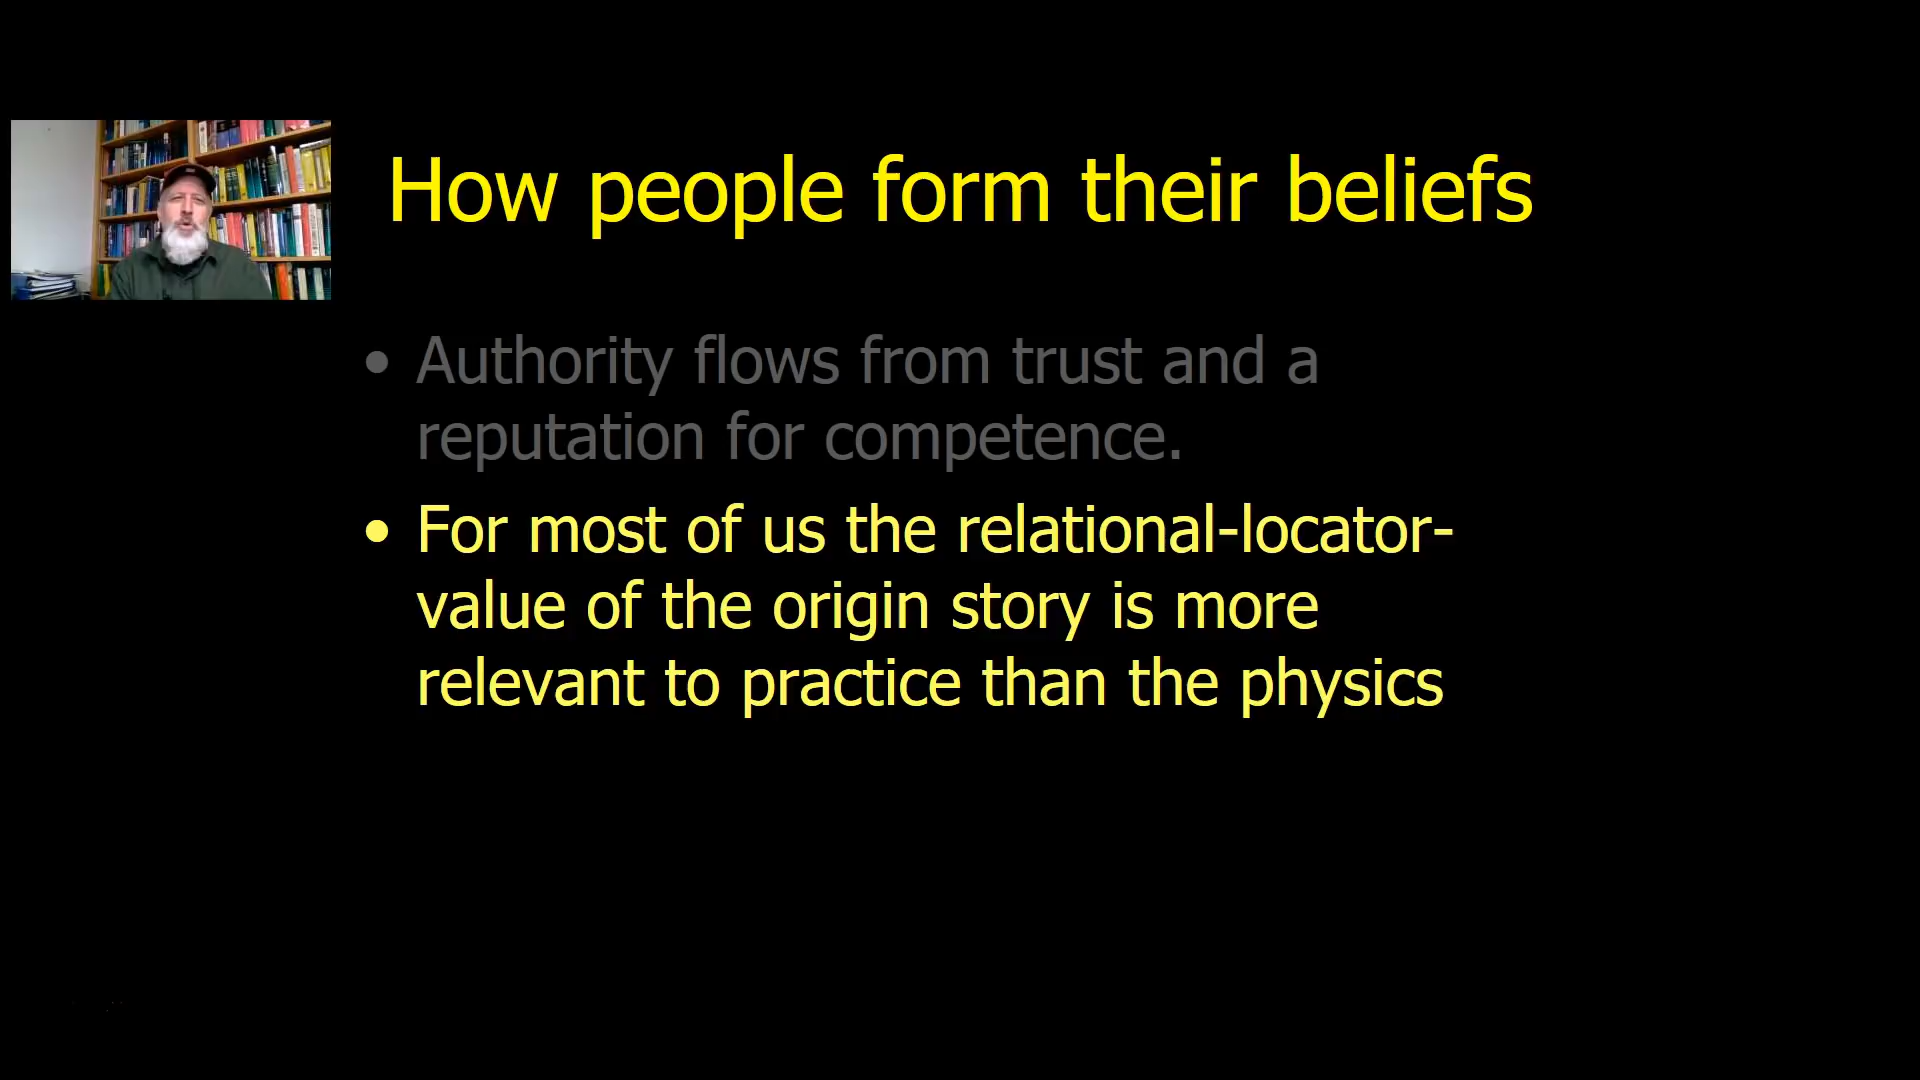 How people form their beliefs
• Authority flows from trust and a
reputation for competence.
• For most of us the relational-locator-
value of the origin story is more
relevant to practice than the physics